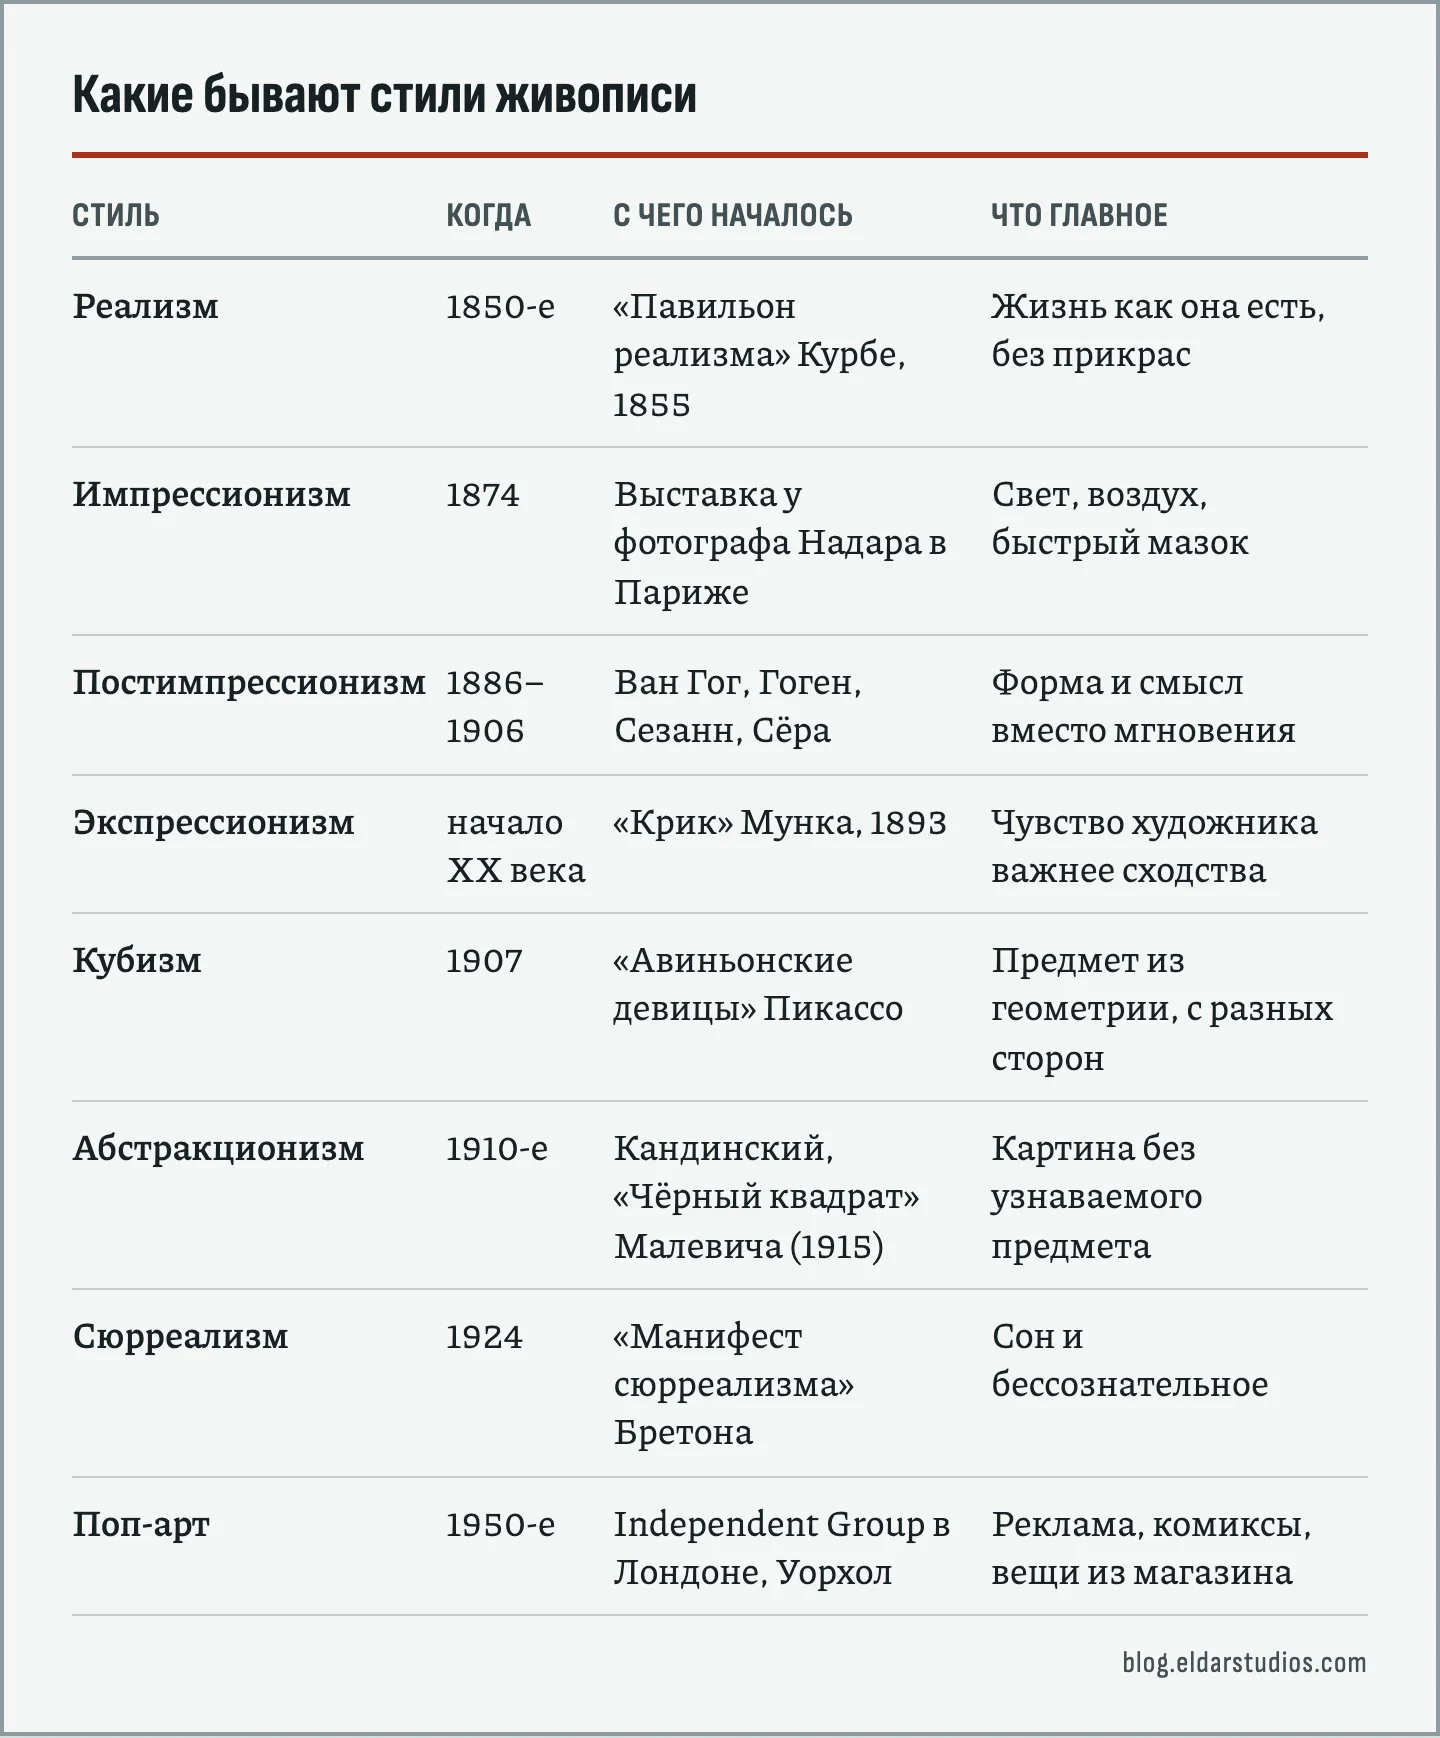 Какие бывают стили живописи
СТИЛЬ КОГДА С ЧЕГО НАЧАЛОСЬ ЧТО ГЛАВНОЕ
Реализм 1850-е «Павильон Жизнь как она есть,
реализма» Курбе, без прикрас
1855
Импрессионизм 1874 Выставка у Свет, воздух,
фотографа Надара в быстрый мазок
Париже
Постимпрессионизм 1886– Ван Гог, Гоген, Форма и смысл
1906 Сезанн, Сёра вместо мгновения
Экспрессионизм начало «Крик» Мунка, 1893 Чувство художника
XX века важнее сходства
Кубизм 1907 «Авиньонские Предмет из
девицы» Пикассо геометрии, с разных
сторон
Абстракционизм 1910-е Кандинский, Картина без
«Чёрный квадрат» узнаваемого
Малевича (1915) предмета
Сюрреализм 1924 «Манифест Сон и
сюрреализма» бессознательное
Бретона
Поп-арт 1950-е Independent Group в Реклама, комиксы,
Лондоне, Уорхол вещи из магазина
blog.eldarstudios.com